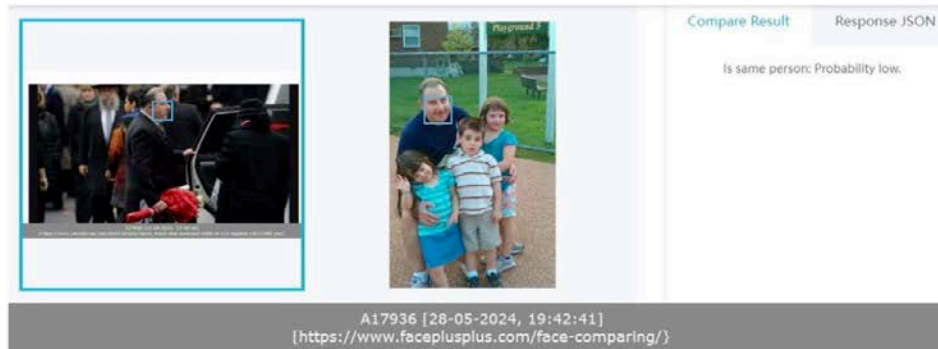 Compare Result
Response JSON
Is same person: Probability low.
Playground 3
A17936 [28-05-2024, 19:42:41]
[https://www.faceplusplus.com/face-comparing/}